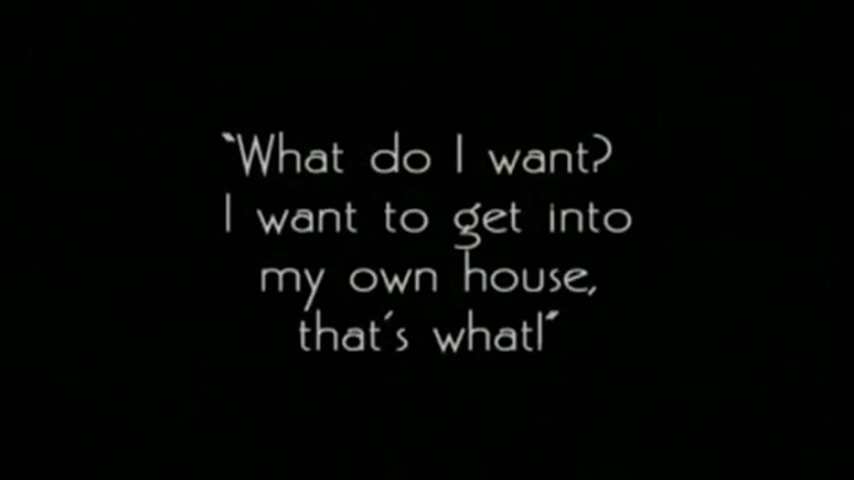 "What do I want?
I want to get into
my own house,
that's what!"